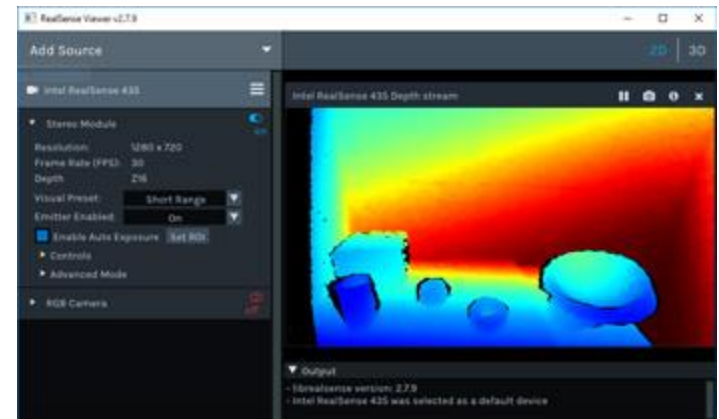 RealSense Viewer v2.7.9
Add Source
2D | 3D
Intel RealSense 435
Intel RealSense 435 Depth stream
Stereo Module
on
Resolution: 1280 x 720
Frame Rate (FPS): 30
Depth Z16
Visual Preset: Short Range
Emitter Enabled: On
Enable Auto Exposure Set ROI
Controls
Advanced Mode
RGB Camera
off
Output
- librealsense version: 2.7.9
- Intel RealSense 435 was selected as a default device